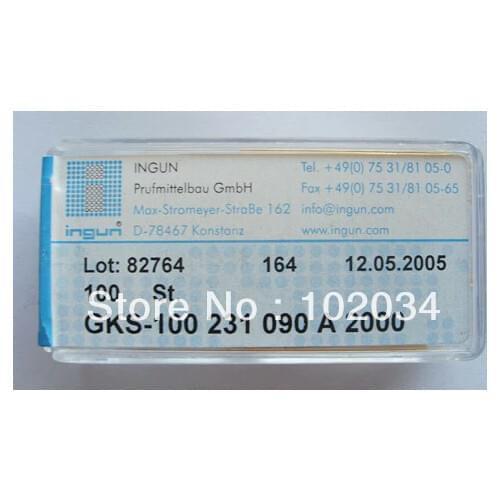 INGUN
Prufmittelbau GmbH
Max-Stromeyer-Straße 162
D-78467 Konstanz
Tel. +49(0) 75 31/81 05-0
Fax +49(0) 75 31/81 05-65
info@ingun.com
www.ingun.com
ingun
Lot: 82764 164 12.05.2005
100 St
Store No : 102034
GKS-100 231 090 A 2000